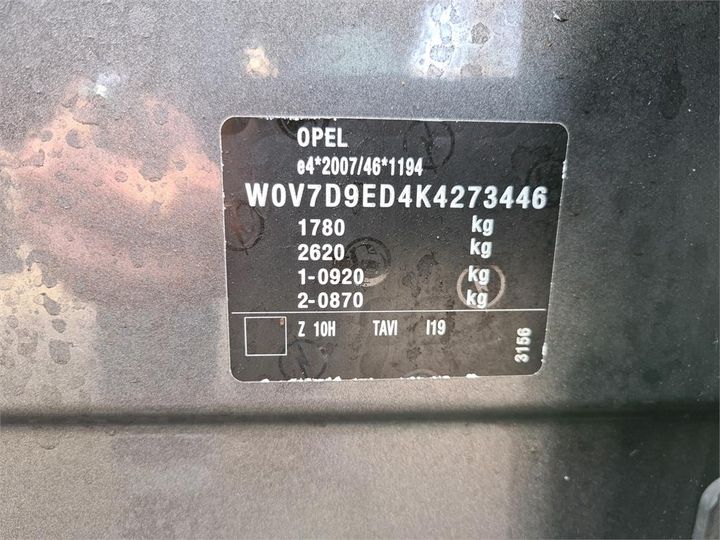 OPEL
e4*2007/46*1194
W0V7D9ED4K4273446
1780 kg
2620 kg
1-0920 kg
2-0870 kg
Z 10H TAVI I19
3156